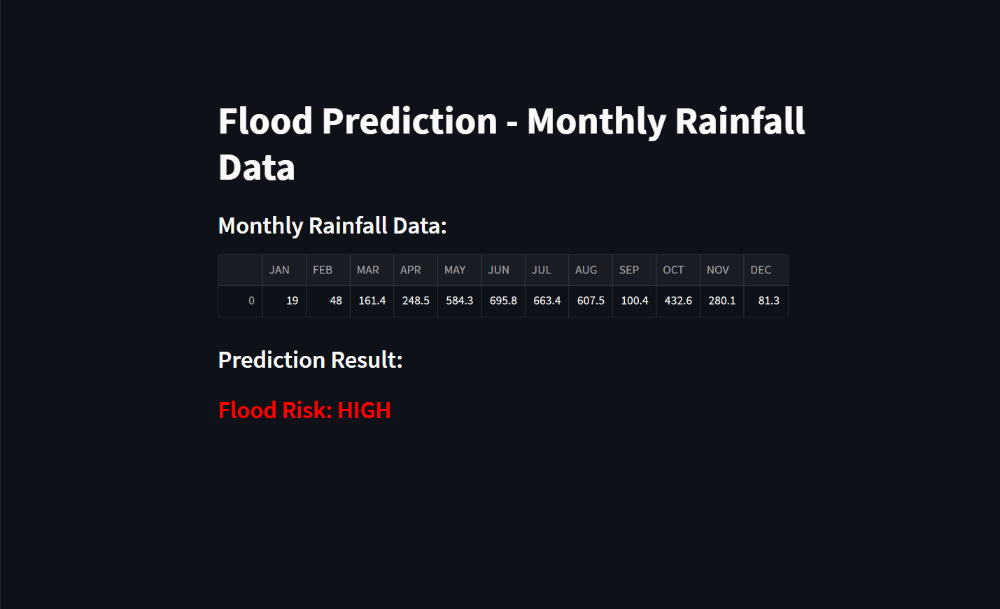 Flood Prediction - Monthly Rainfall
Data
Monthly Rainfall Data:
JAN FEB MAR APR MAY JUN JUL AUG SEP OCT NOV DEC
0 19 48 161.4 248.5 584.3 695.8 663.4 607.5 100.4 432.6 280.1 81.3
Prediction Result:
Flood Risk: HIGH